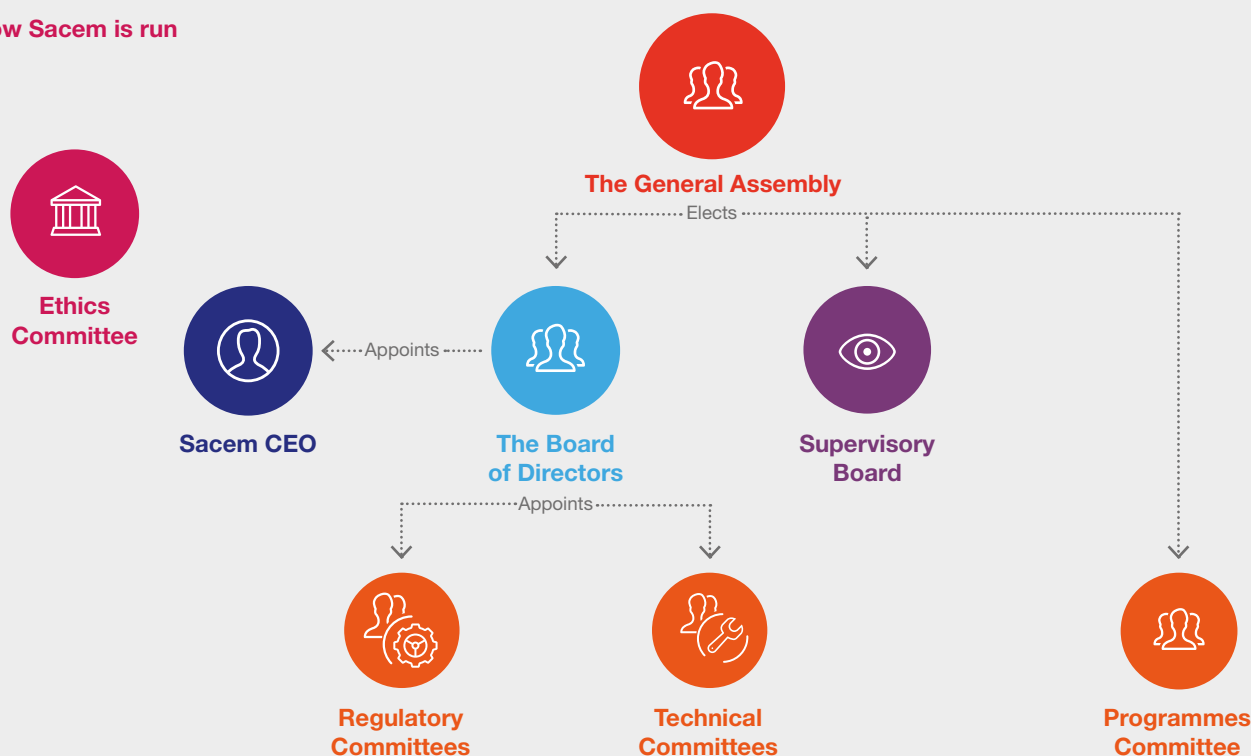 ow Sacem is run
The General Assembly
Elects
Ethics
Committee
Appoints
Sacem CEO
The Board
of Directors
Supervisory
Board
Appoints
Regulatory
Committees
Technical
Committees
Programmes
Committee